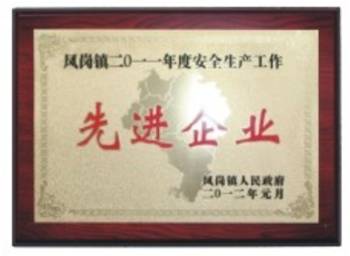 凤岗镇二〇一一年度安全生产工作
先进企业
凤岗镇人民政府
二〇一二年元月